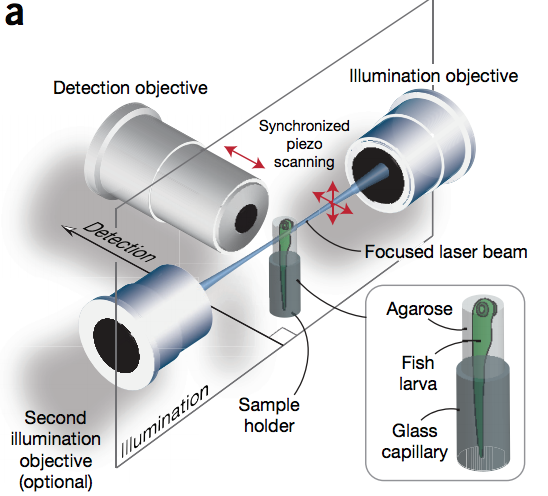 a
Detection objective
Illumination objective
Synchronized
piezo
scanning
Detection
Focused laser beam
Agarose
Fish
larva
Glass
capillary
Sample
holder
Illumination
Second
illumination
objective
(optional)